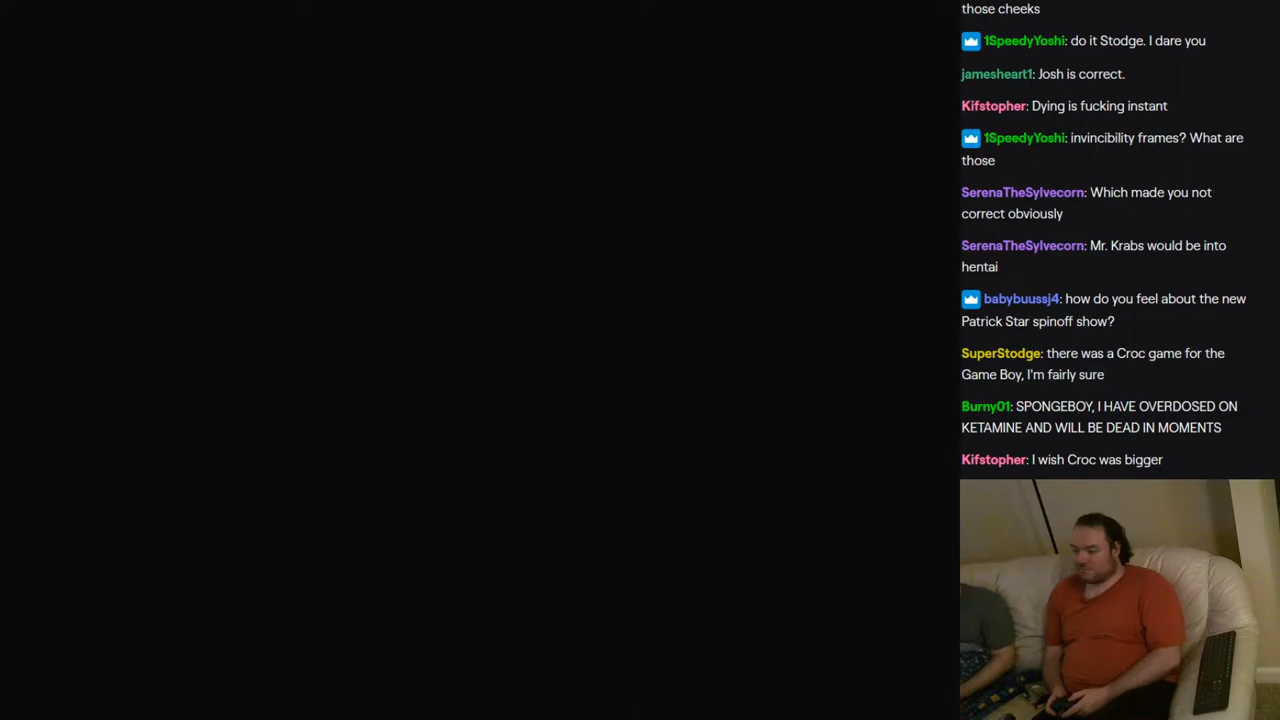 those cheeks
1SpeedyYoshi: do it Stodge. I dare you
jamesheart1: Josh is correct.
Kifstopher: Dying is fucking instant
1SpeedyYoshi: invincibility frames? What are
those
SerenaTheSylvecorn: Which made you not
correct obviously
SerenaTheSylvecorn: Mr. Krabs would be into
hentai
babybuussj4: how do you feel about the new
Patrick Star spinoff show?
SuperStodge: there was a Croc game for the
Game Boy, I'm fairly sure
Burny01: SPONGEBOY, I HAVE OVERDOSED ON
KETAMINE AND WILL BE DEAD IN MOMENTS
Kifstopher: I wish Croc was bigger